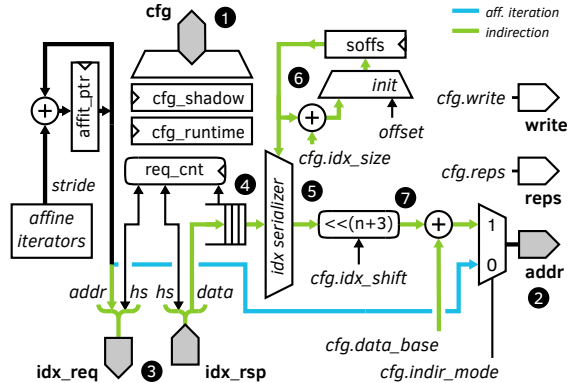 cfg
1
aff. iteration
indirection
soffs
6
init
cfg_shadow
cfg_runtime
affit_ptr
offset
cfg.idx_size
cfg.write
write
req_cnt
cfg.reps
reps
stride
4
5
7
affine
iterators
idx serializer
<<(n+3)
1
0
addr
2
cfg.idx_shift
addr
hs
hs
data
cfg.data_base
cfg.indir_mode
idx_req
3
idx_rsp